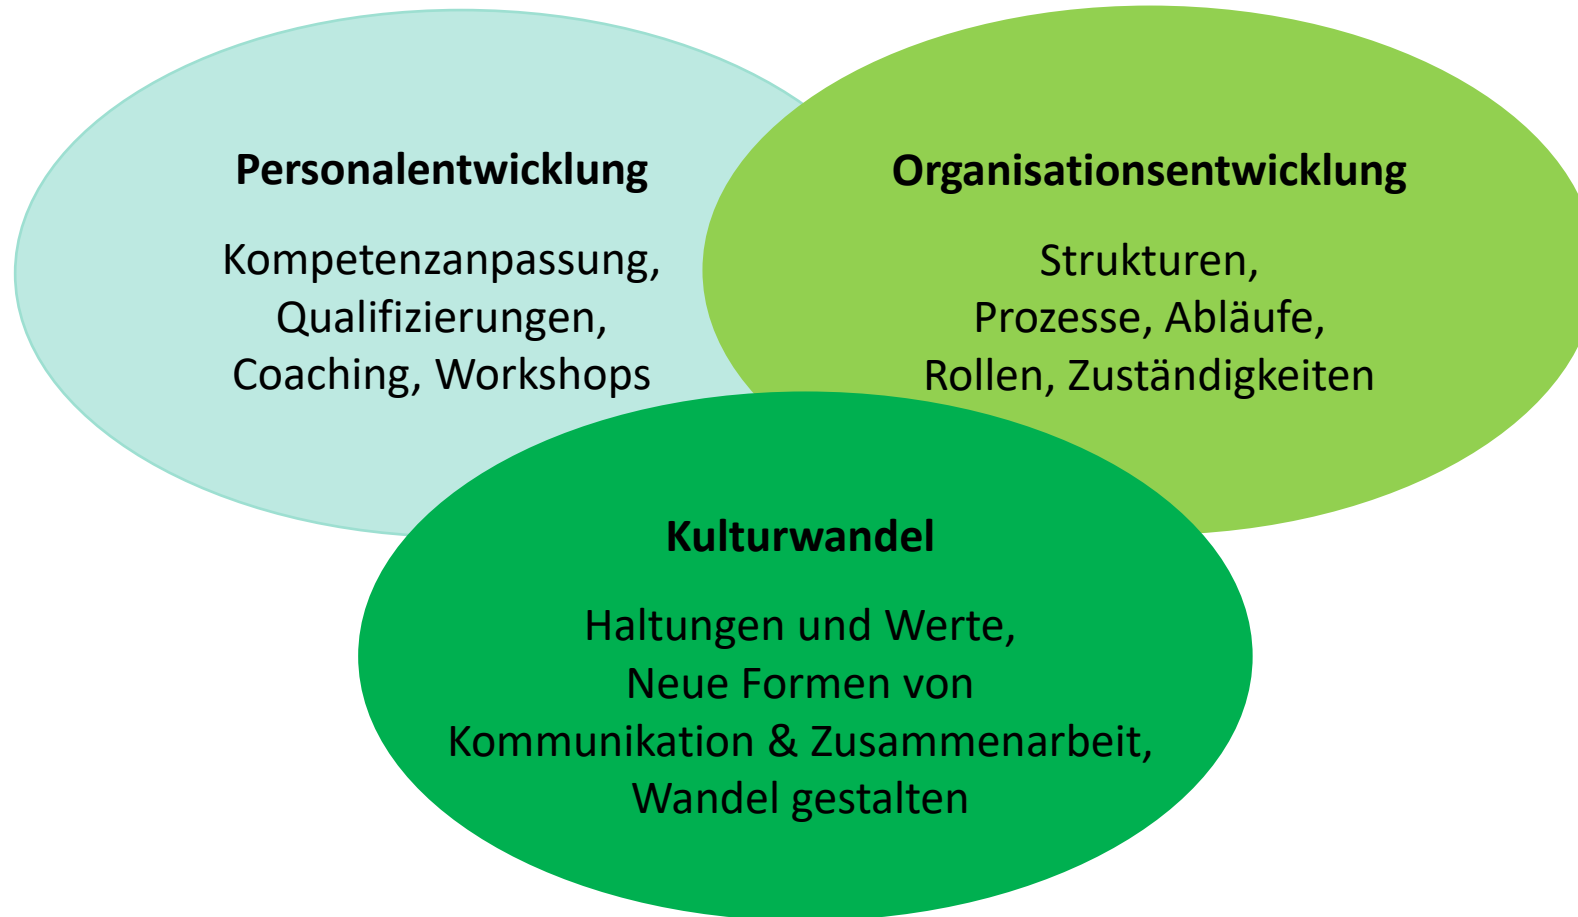 Personalentwicklung
Kompetenzanpassung,
Qualifizierungen,
Coaching, Workshops
Organisationsentwicklung
Strukturen,
Prozesse, Abläufe,
Rollen, Zuständigkeiten
Kulturwandel
Haltungen und Werte,
Neue Formen von
Kommunikation & Zusammenarbeit,
Wandel gestalten